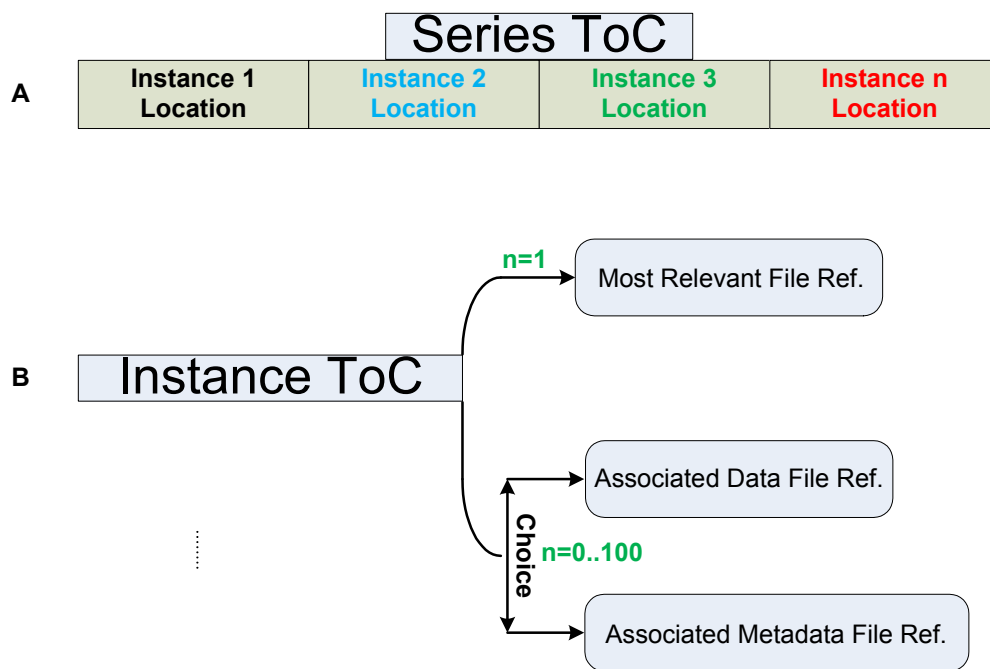 Series ToC
A
Instance 1
Location
Instance 2
Location
Instance 3
Location
Instance n
Location
n=1
Most Relevant File Ref.
B
Instance ToC
Associated Data File Ref.
Choice
n=0..100
Associated Metadata File Ref.